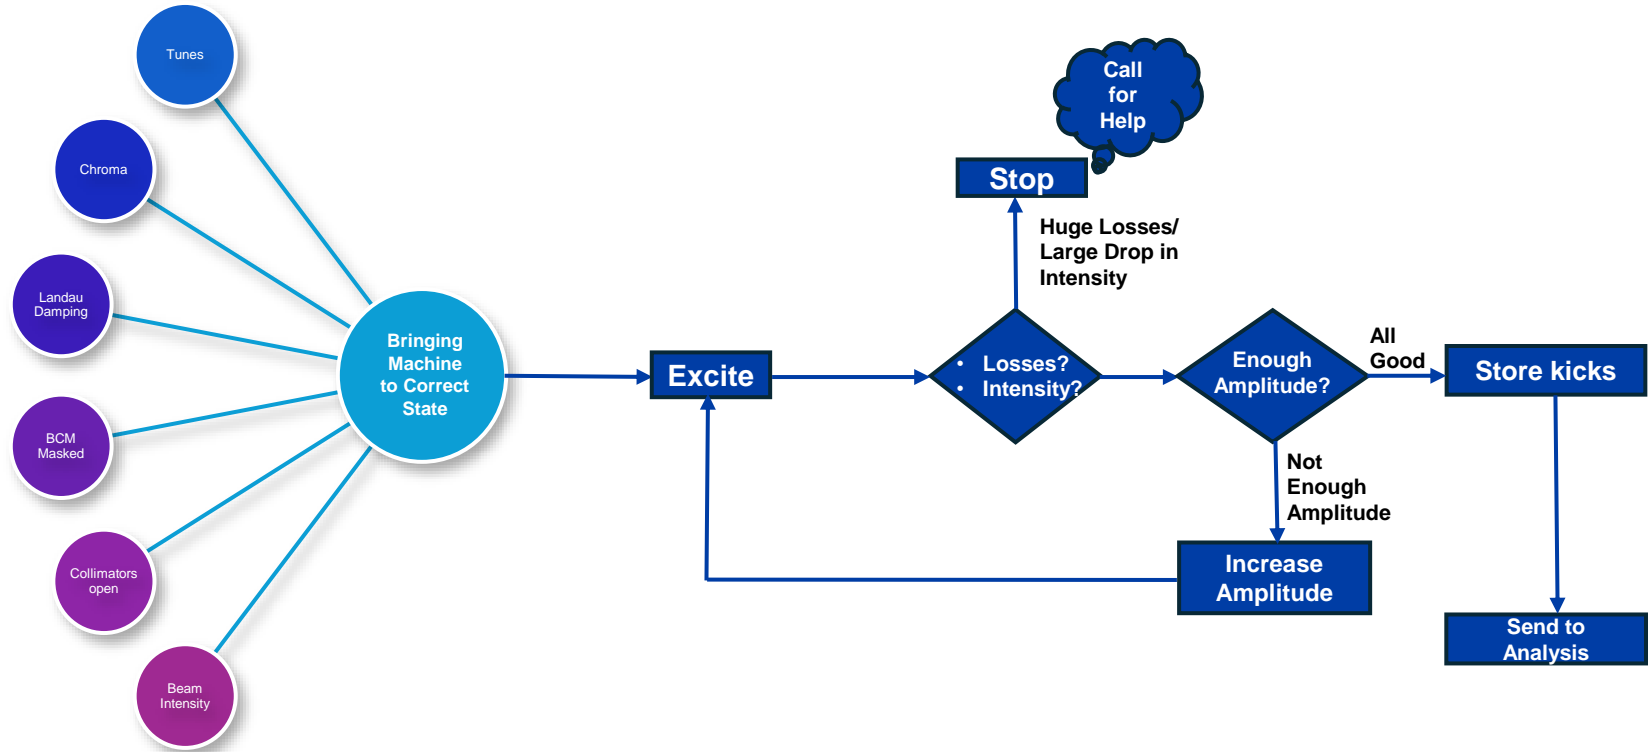 Tunes
Chroma
Landau
Damping
BCM
Masked
Collimators
open
Beam
Intensity
Bringing
Machine
to Correct
State
Excite
• Losses?
• Intensity?
Huge Losses/
Large Drop in
Intensity
Stop
Call
for
Help
Enough
Amplitude?
All
Good
Store kicks
Not
Enough
Amplitude
Increase
Amplitude
Send to
Analysis